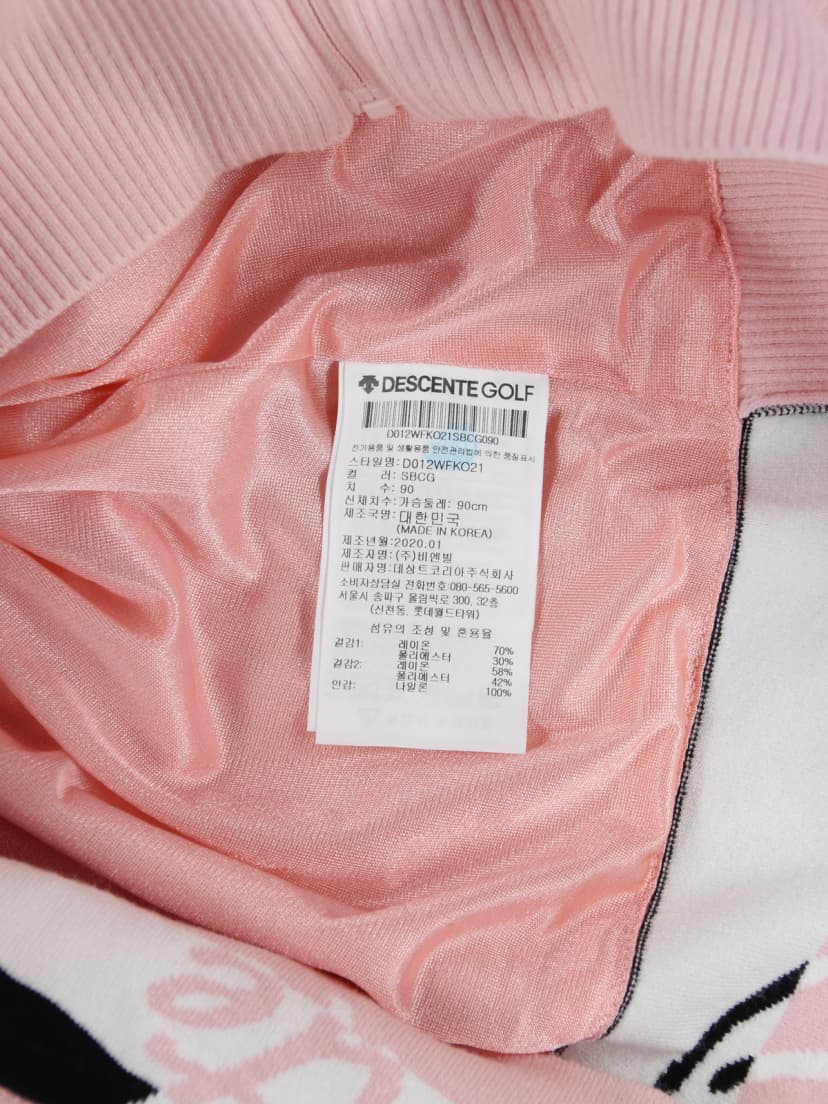 DESCENTE GOLF
D012WFKO21SBCG090
전기용품 및 생활용품 안전관리법에 의한 품질표시
스타일명: D012WFKO21
컬 러: SBCG
치 수: 90
신체치수: 가슴둘레: 90cm
제조국명: 대한민국
(MADE IN KOREA)
제조년월: 2020.01
제조자명: (주)비엔빌
판매자명: 데상트코리아주식회사
소비자상담실 전화번호: 080-565-5600
서울시 송파구 올림픽로 300, 32층
(신천동, 롯데월드타워)
섬유의 조성 및 혼용율
겉감1: 레이온 70%
폴리에스터 30%
겉감2: 레이온 58%
폴리에스터 42%
안감: 나일론 100%